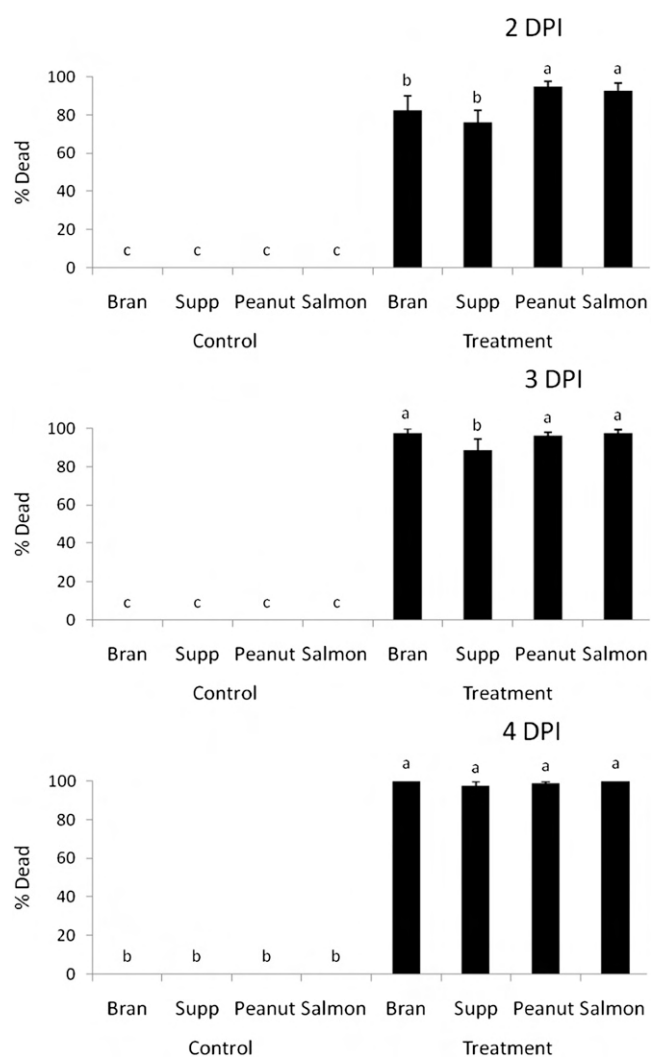 2 DPI
b b a a
100
80
60
40
20
0
% Dead
c c c c
Bran Supp Peanut Salmon Bran Supp Peanut Salmon
Control Treatment
3 DPI
a b a a
100
80
60
40
20
0
% Dead
c c c c
Bran Supp Peanut Salmon Bran Supp Peanut Salmon
Control Treatment
4 DPI
a a a a
100
80
60
40
20
0
% Dead
b b b b
Bran Supp Peanut Salmon Bran Supp Peanut Salmon
Control Treatment